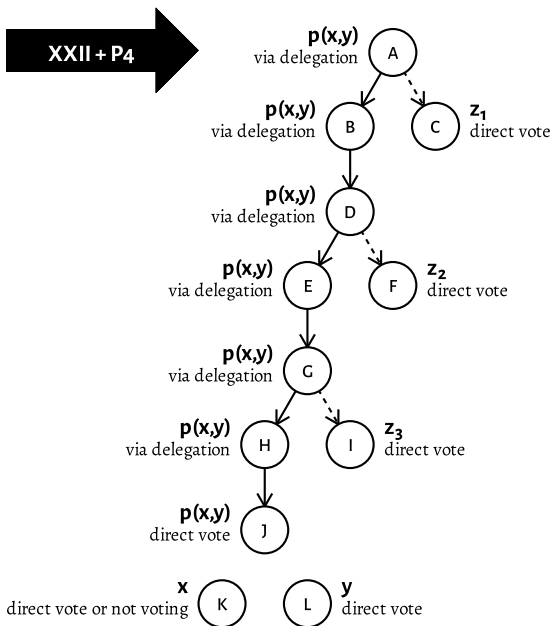 XXII + P4
p(x,y)
via delegation
A
p(x,y)
via delegation
B
C
z₁
direct vote
p(x,y)
via delegation
D
p(x,y)
via delegation
E
F
z₂
direct vote
p(x,y)
via delegation
G
p(x,y)
via delegation
H
I
z₃
direct vote
p(x,y)
direct vote
J
x
direct vote or not voting
K
L
y
direct vote